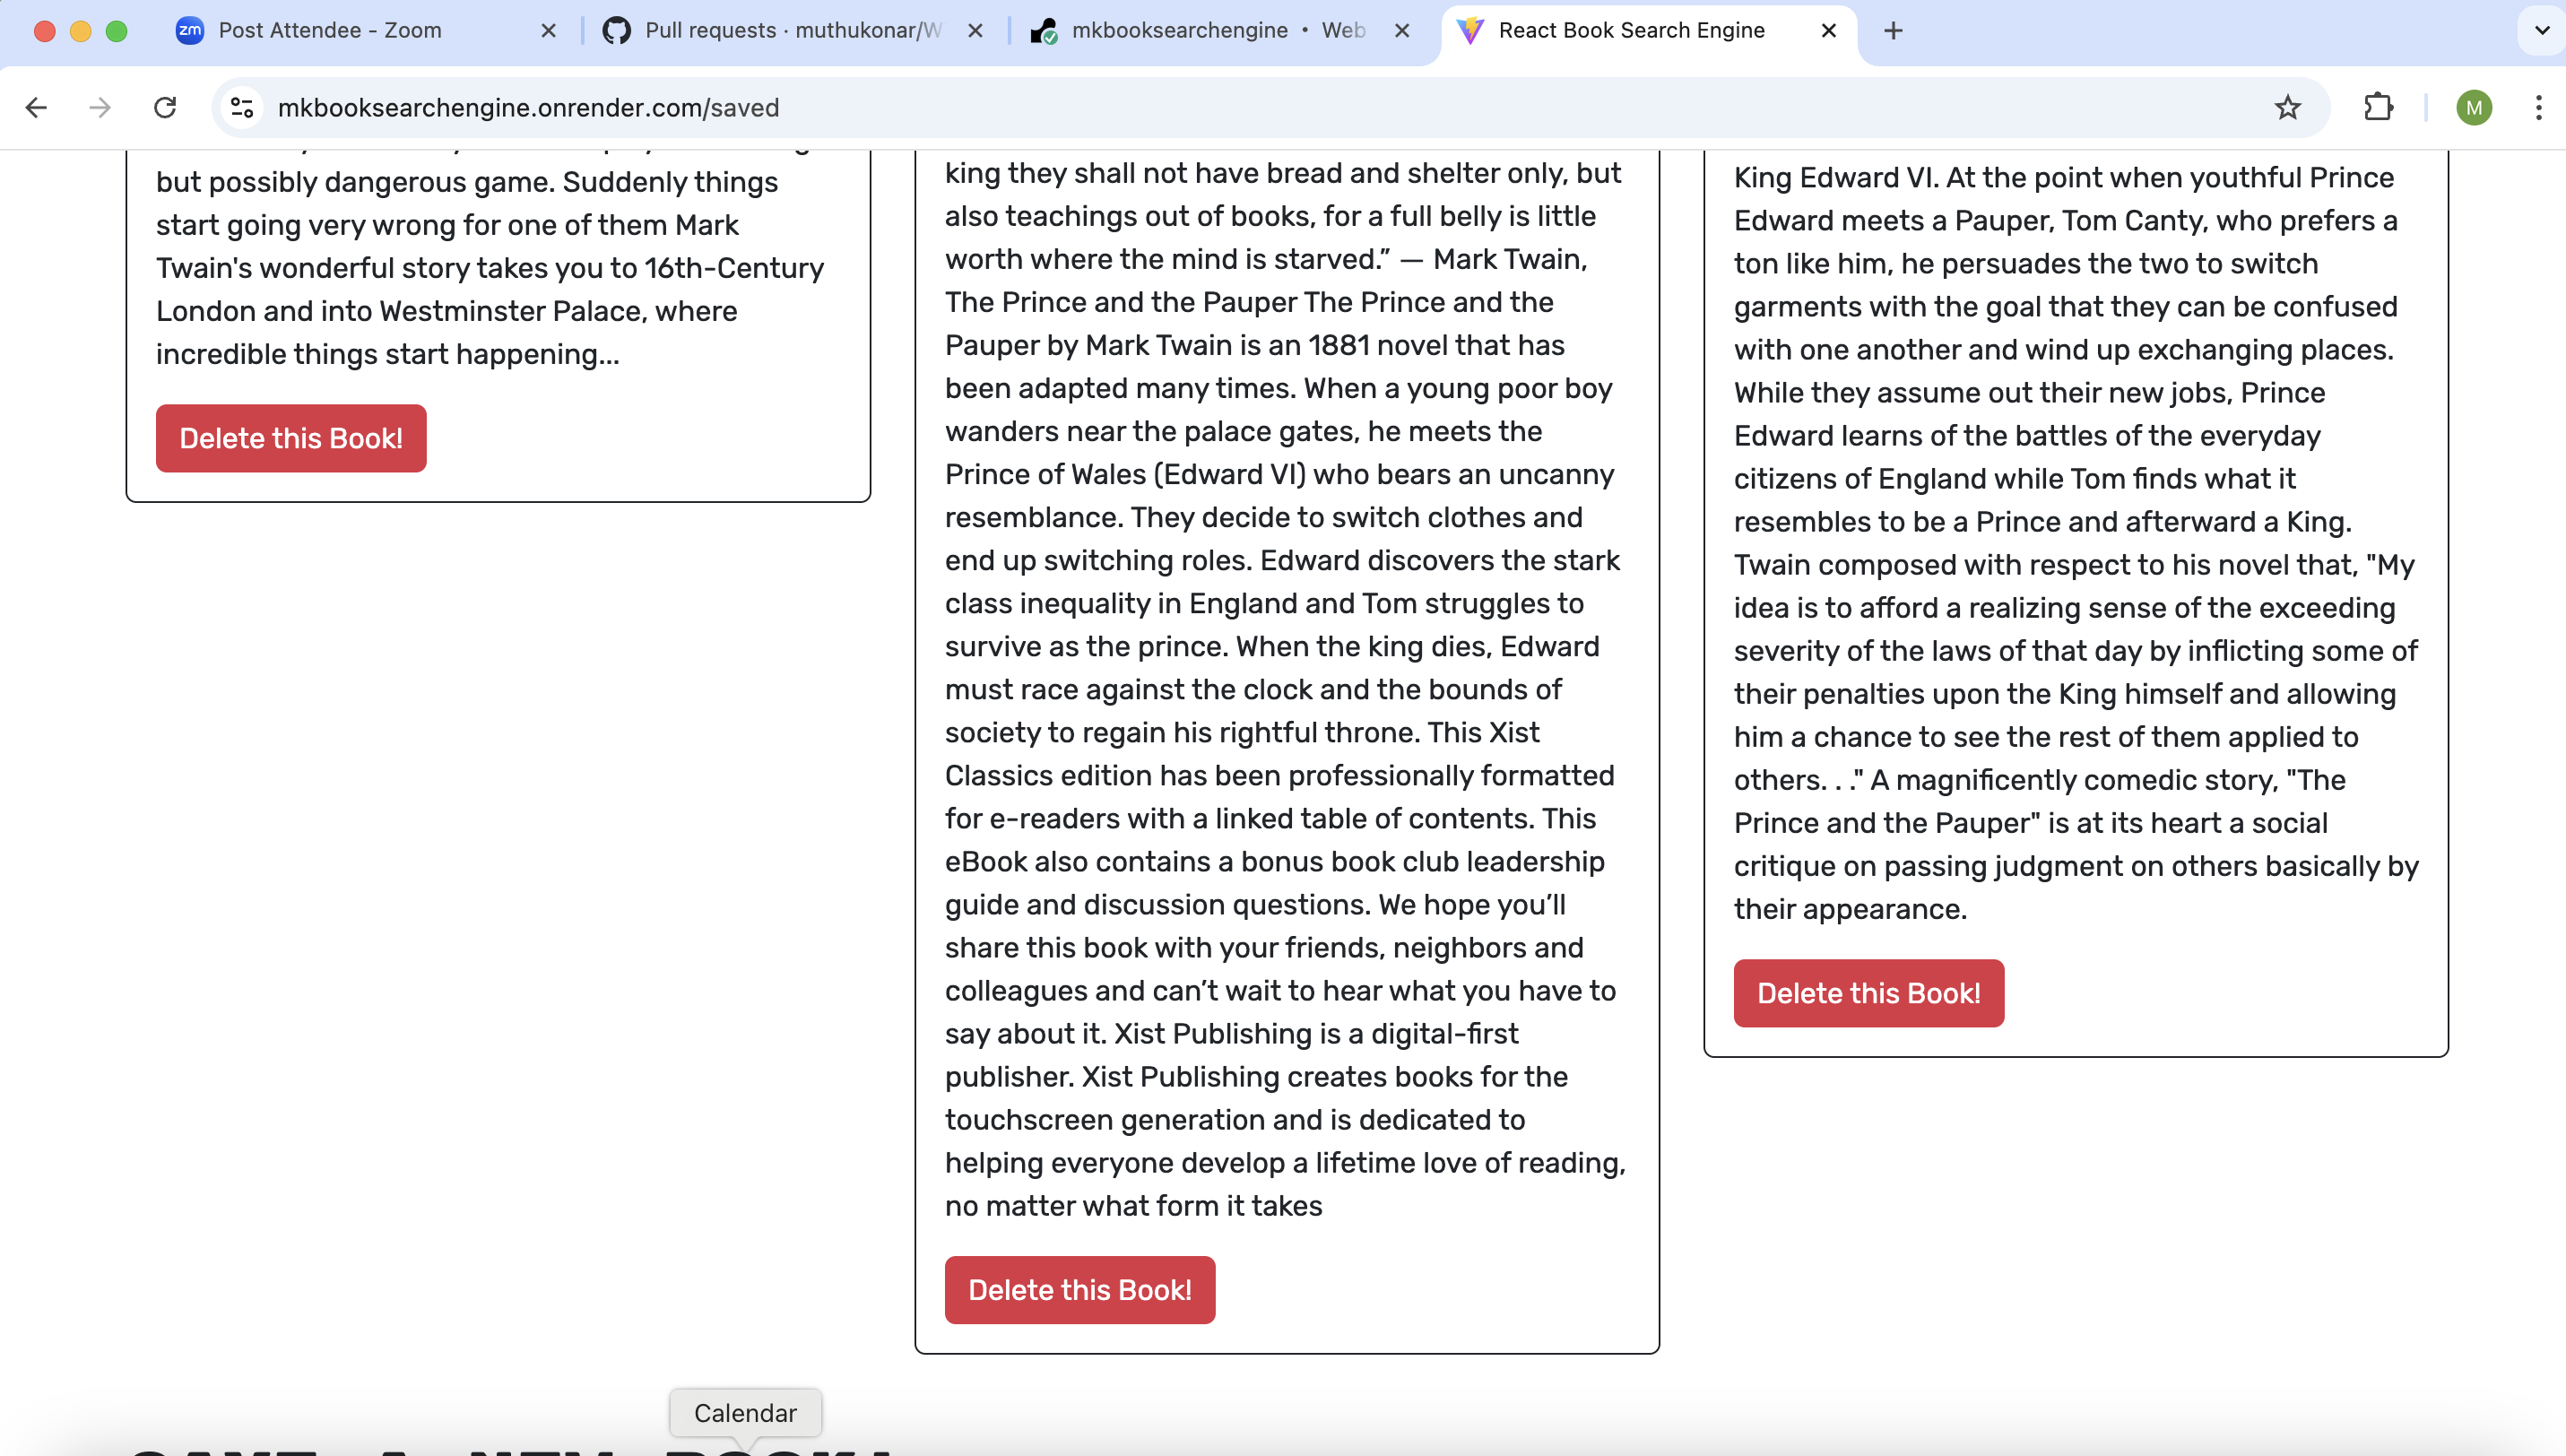 Post Attendee - Zoom
Pull requests · muthukonar/W
mkbooksearchengine • Web
React Book Search Engine
mkbooksearchengine.onrender.com/saved
M
but possibly dangerous game. Suddenly things
start going very wrong for one of them Mark
Twain's wonderful story takes you to 16th-Century
London and into Westminster Palace, where
incredible things start happening...
Delete this Book!
king they shall not have bread and shelter only, but
also teachings out of books, for a full belly is little
worth where the mind is starved.” — Mark Twain,
The Prince and the Pauper The Prince and the
Pauper by Mark Twain is an 1881 novel that has
been adapted many times. When a young poor boy
wanders near the palace gates, he meets the
Prince of Wales (Edward VI) who bears an uncanny
resemblance. They decide to switch clothes and
end up switching roles. Edward discovers the stark
class inequality in England and Tom struggles to
survive as the prince. When the king dies, Edward
must race against the clock and the bounds of
society to regain his rightful throne. This Xist
Classics edition has been professionally formatted
for e-readers with a linked table of contents. This
eBook also contains a bonus book club leadership
guide and discussion questions. We hope you’ll
share this book with your friends, neighbors and
colleagues and can’t wait to hear what you have to
say about it. Xist Publishing is a digital-first
publisher. Xist Publishing creates books for the
touchscreen generation and is dedicated to
helping everyone develop a lifetime love of reading,
no matter what form it takes
Delete this Book!
King Edward VI. At the point when youthful Prince
Edward meets a Pauper, Tom Canty, who prefers a
ton like him, he persuades the two to switch
garments with the goal that they can be confused
with one another and wind up exchanging places.
While they assume out their new jobs, Prince
Edward learns of the battles of the everyday
citizens of England while Tom finds what it
resembles to be a Prince and afterward a King.
Twain composed with respect to his novel that, "My
idea is to afford a realizing sense of the exceeding
severity of the laws of that day by inflicting some of
their penalties upon the King himself and allowing
him a chance to see the rest of them applied to
others. . ." A magnificently comedic story, "The
Prince and the Pauper" is at its heart a social
critique on passing judgment on others basically by
their appearance.
Delete this Book!
Calendar